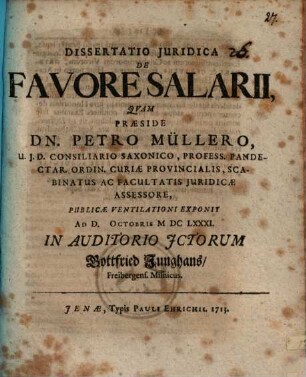 27.
DISSERTATIO JURIDICA 26.
DE
FAVORE SALARII,
QVAM
PRÆSIDE
DN. PETRO MÜLLERO,
U. J. D. CONSILIARIO SAXONICO, PROFESS. PANDE-
CTAR. ORDIN. CURIÆ PROVINCIALIS, SCA-
BINATUS AC FACULTATIS JURIDICÆ
ASSESSORE,
PUBLICÆ VENTILATIONI EXPONIT
AD D. OCTOBRIS M DC LXXXI.
IN AUDITORIO JCTORUM
Gottfried Junghans/
Freibergens. Misnicus.
JENÆ, Typis PAULI EHRICHII. 1713.